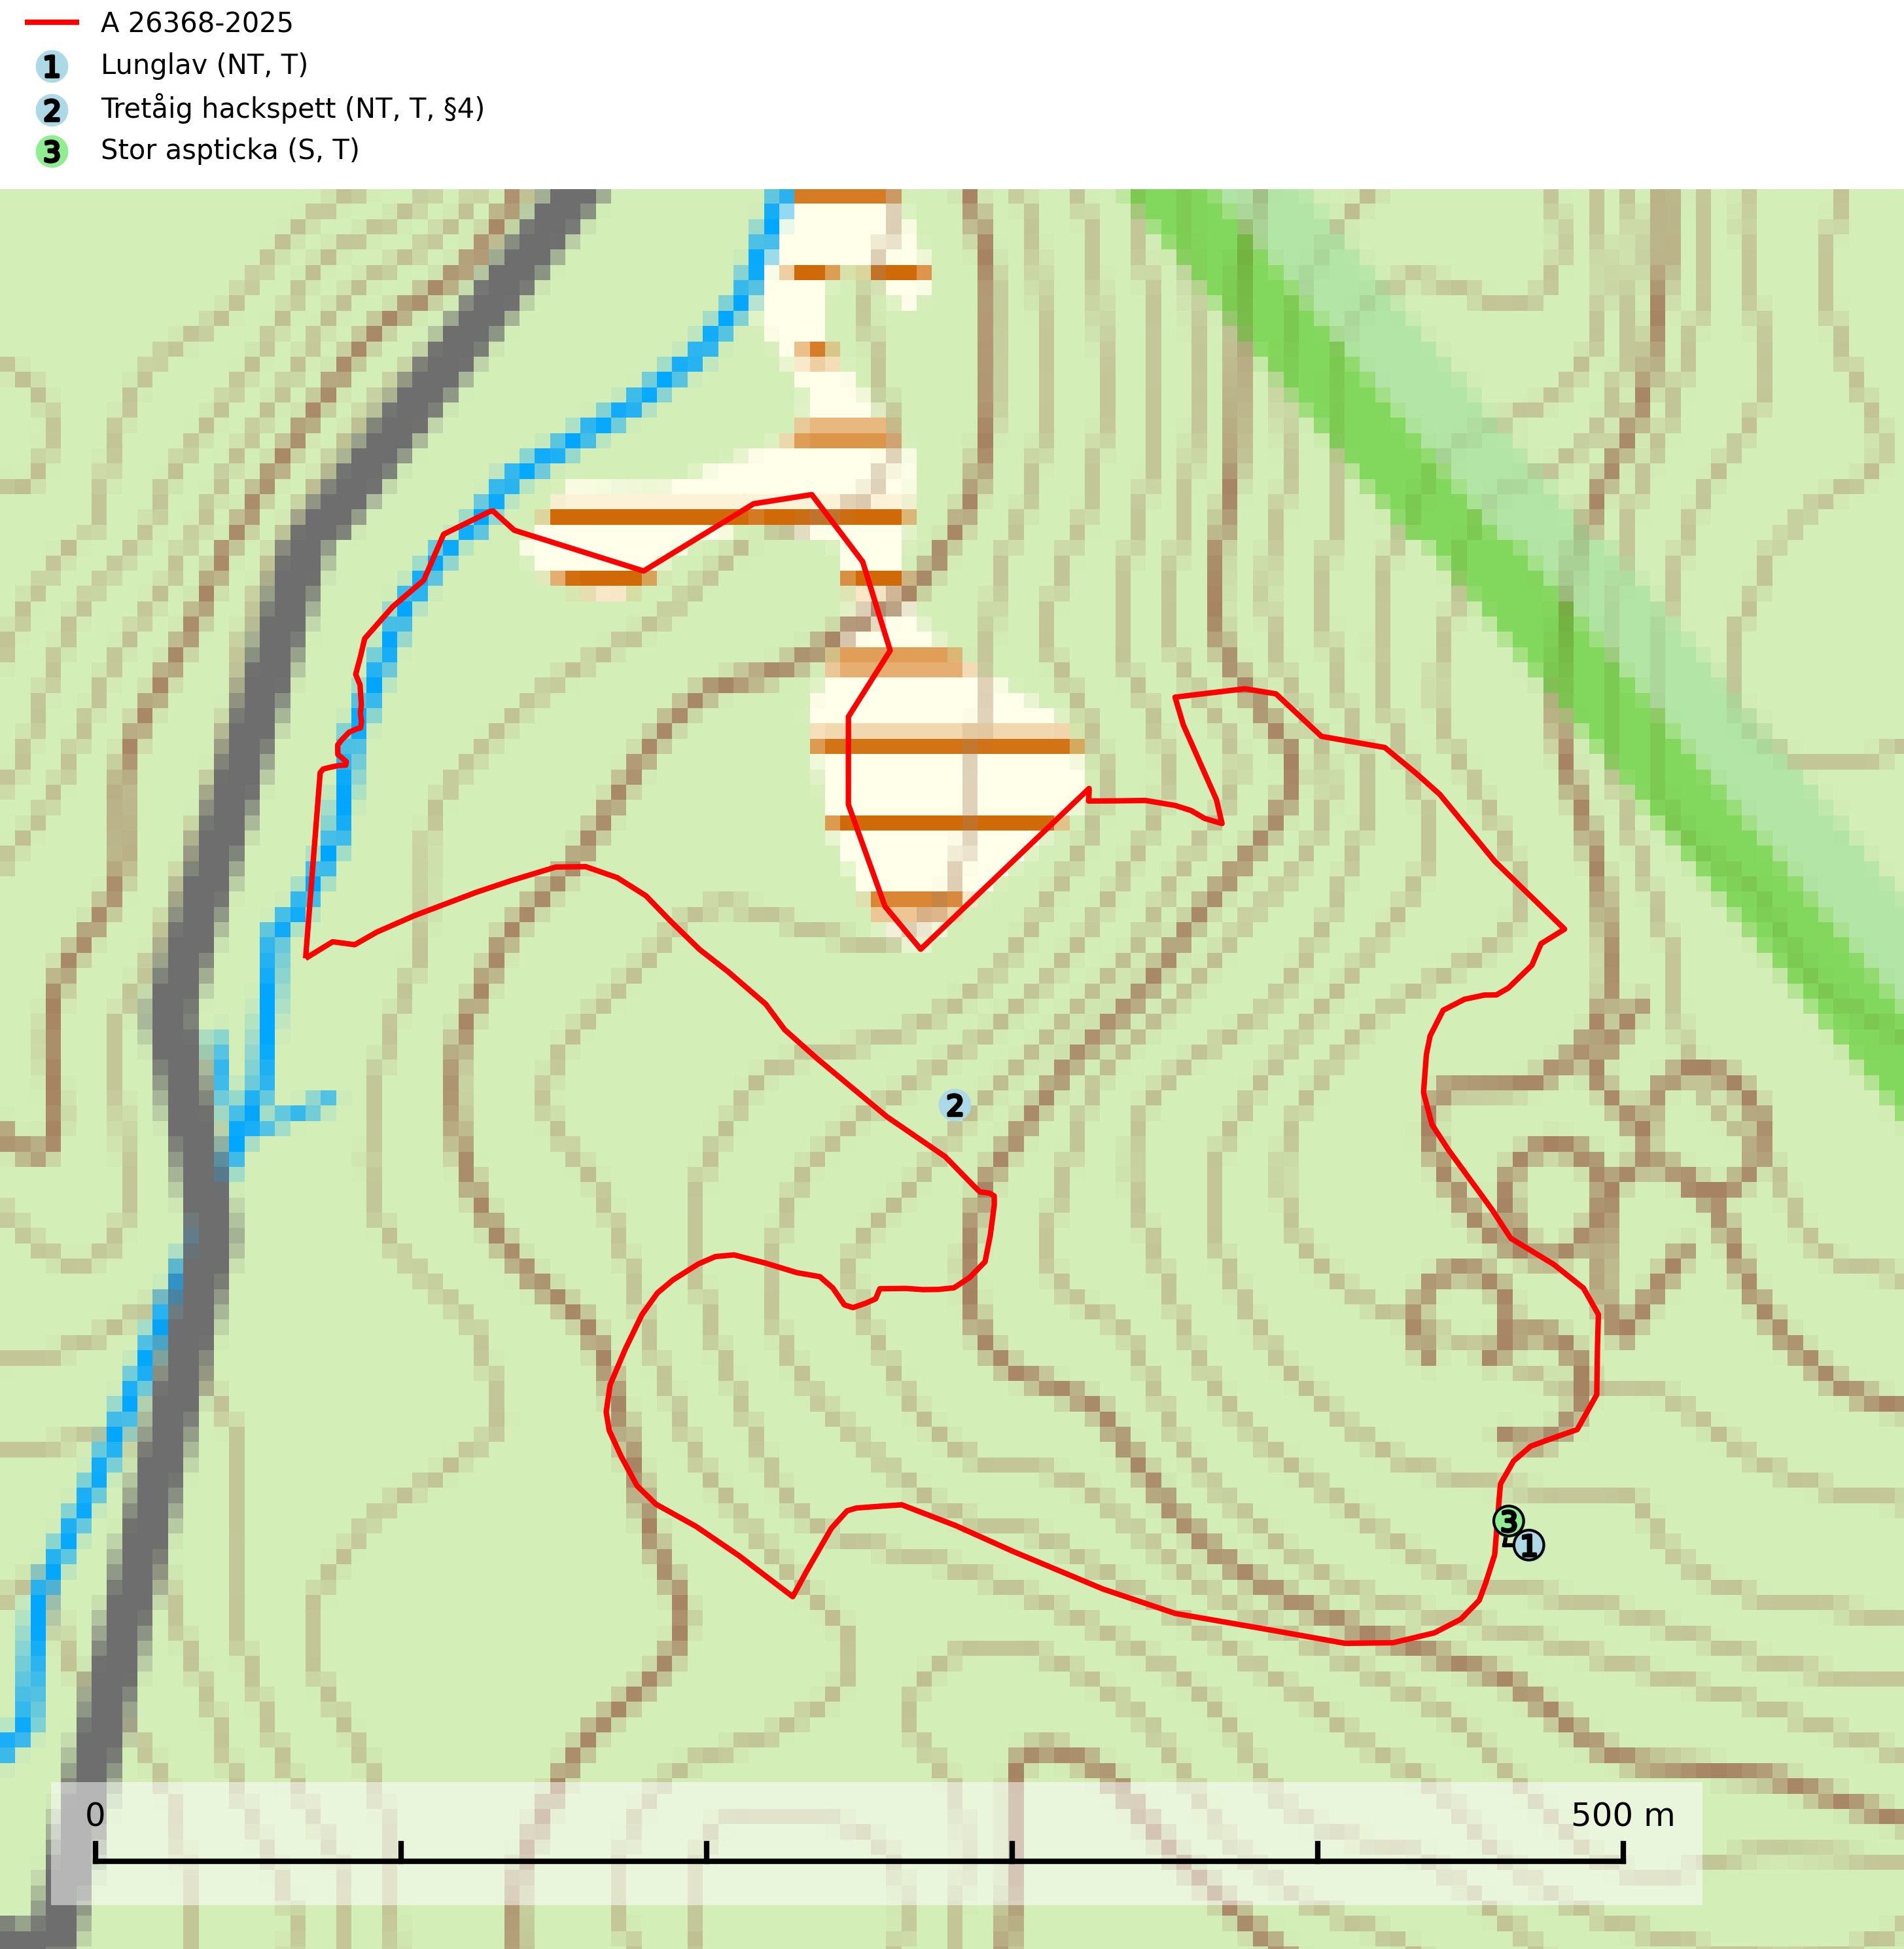 A 26368-2025
1 Lunglav (NT, T)
2 Tretåig hackspett (NT, T, §4)
3 Stor aspticka (S, T)
2
3
1
0 500 m